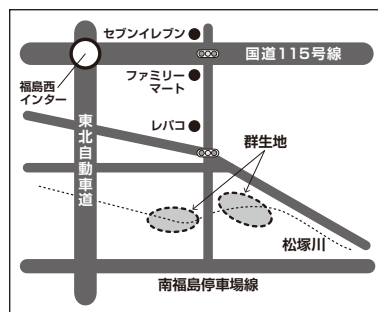 セブンイレブン
国道115号線
福島西
インター
ファミリー
マート
レパコ
群生地
東北自動車道
松塚川
南福島停車場線